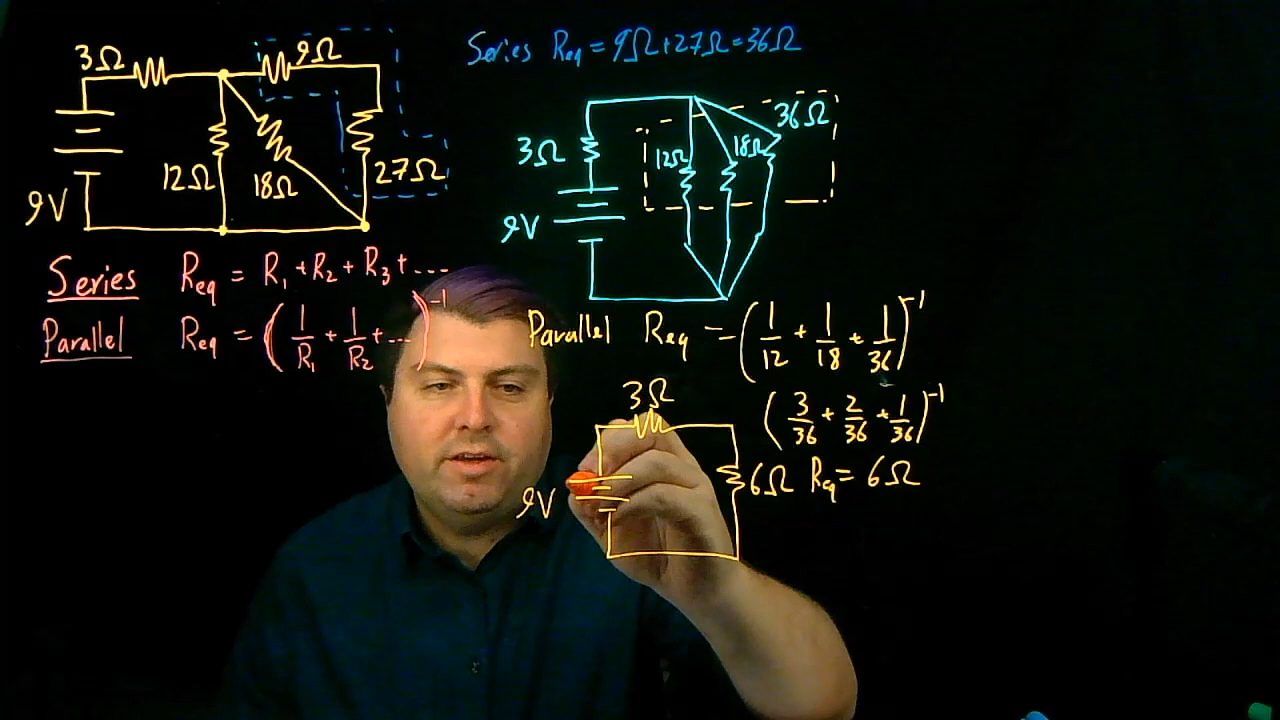 3Ω
9Ω
12Ω
18Ω
27Ω
9V
Series Req = R₁ + R₂ + R₃ + ...
Parallel Req = (1/R₁ + 1/R₂ + ...)⁻¹
Series Req = 9Ω+27Ω=36Ω
36Ω
3Ω
12Ω
18Ω
9V
Parallel Req = (1/12 + 1/18 + 1/36)⁻¹
(3/36 + 2/36 + 1/36)⁻¹
3Ω
9V
6Ω
Req = 6Ω